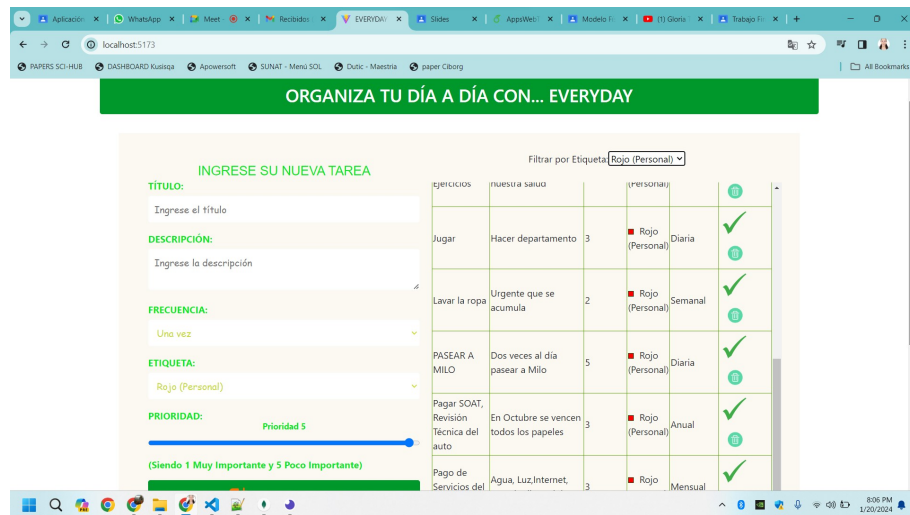 Aplicación
WhatsApp
Meet -
Recibidos
EVERYDAY
Slides
AppsWebT
Modelo Fi
(1) Gloria
Trabajo Fin
localhost:5173
PAPERS SCI-HUB
DASHBOARD Kusisqa
Apowersoft
SUNAT - Menú SOL
Dutic - Maestria
paper Ciborg
All Bookmarks
ORGANIZA TU DÍA A DÍA CON... EVERYDAY
INGRESE SU NUEVA TAREA
TÍTULO:
Ingrese el título
DESCRIPCIÓN:
Ingrese la descripción
FRECUENCIA:
Una vez
ETIQUETA:
Rojo (Personal)
PRIORIDAD:
Prioridad 5
(Siendo 1 Muy Importante y 5 Poco Importante)
Filtrar por Etiqueta: Rojo (Personal)
Ejercicios nuestra salud (Personal)
Jugar Hacer departamento 3 Rojo (Personal) Diaria
Lavar la ropa Urgente que se acumula 2 Rojo (Personal) Semanal
PASEAR A MILO Dos veces al día pasear a Milo 5 Rojo (Personal) Diaria
Pagar SOAT, Revisión Técnica del auto En Octubre se vencen todos los papeles 3 Rojo (Personal) Anual
Pago de Servicios del Agua, Luz,Internet, 3 Rojo Mensual
8:06 PM
1/20/2024